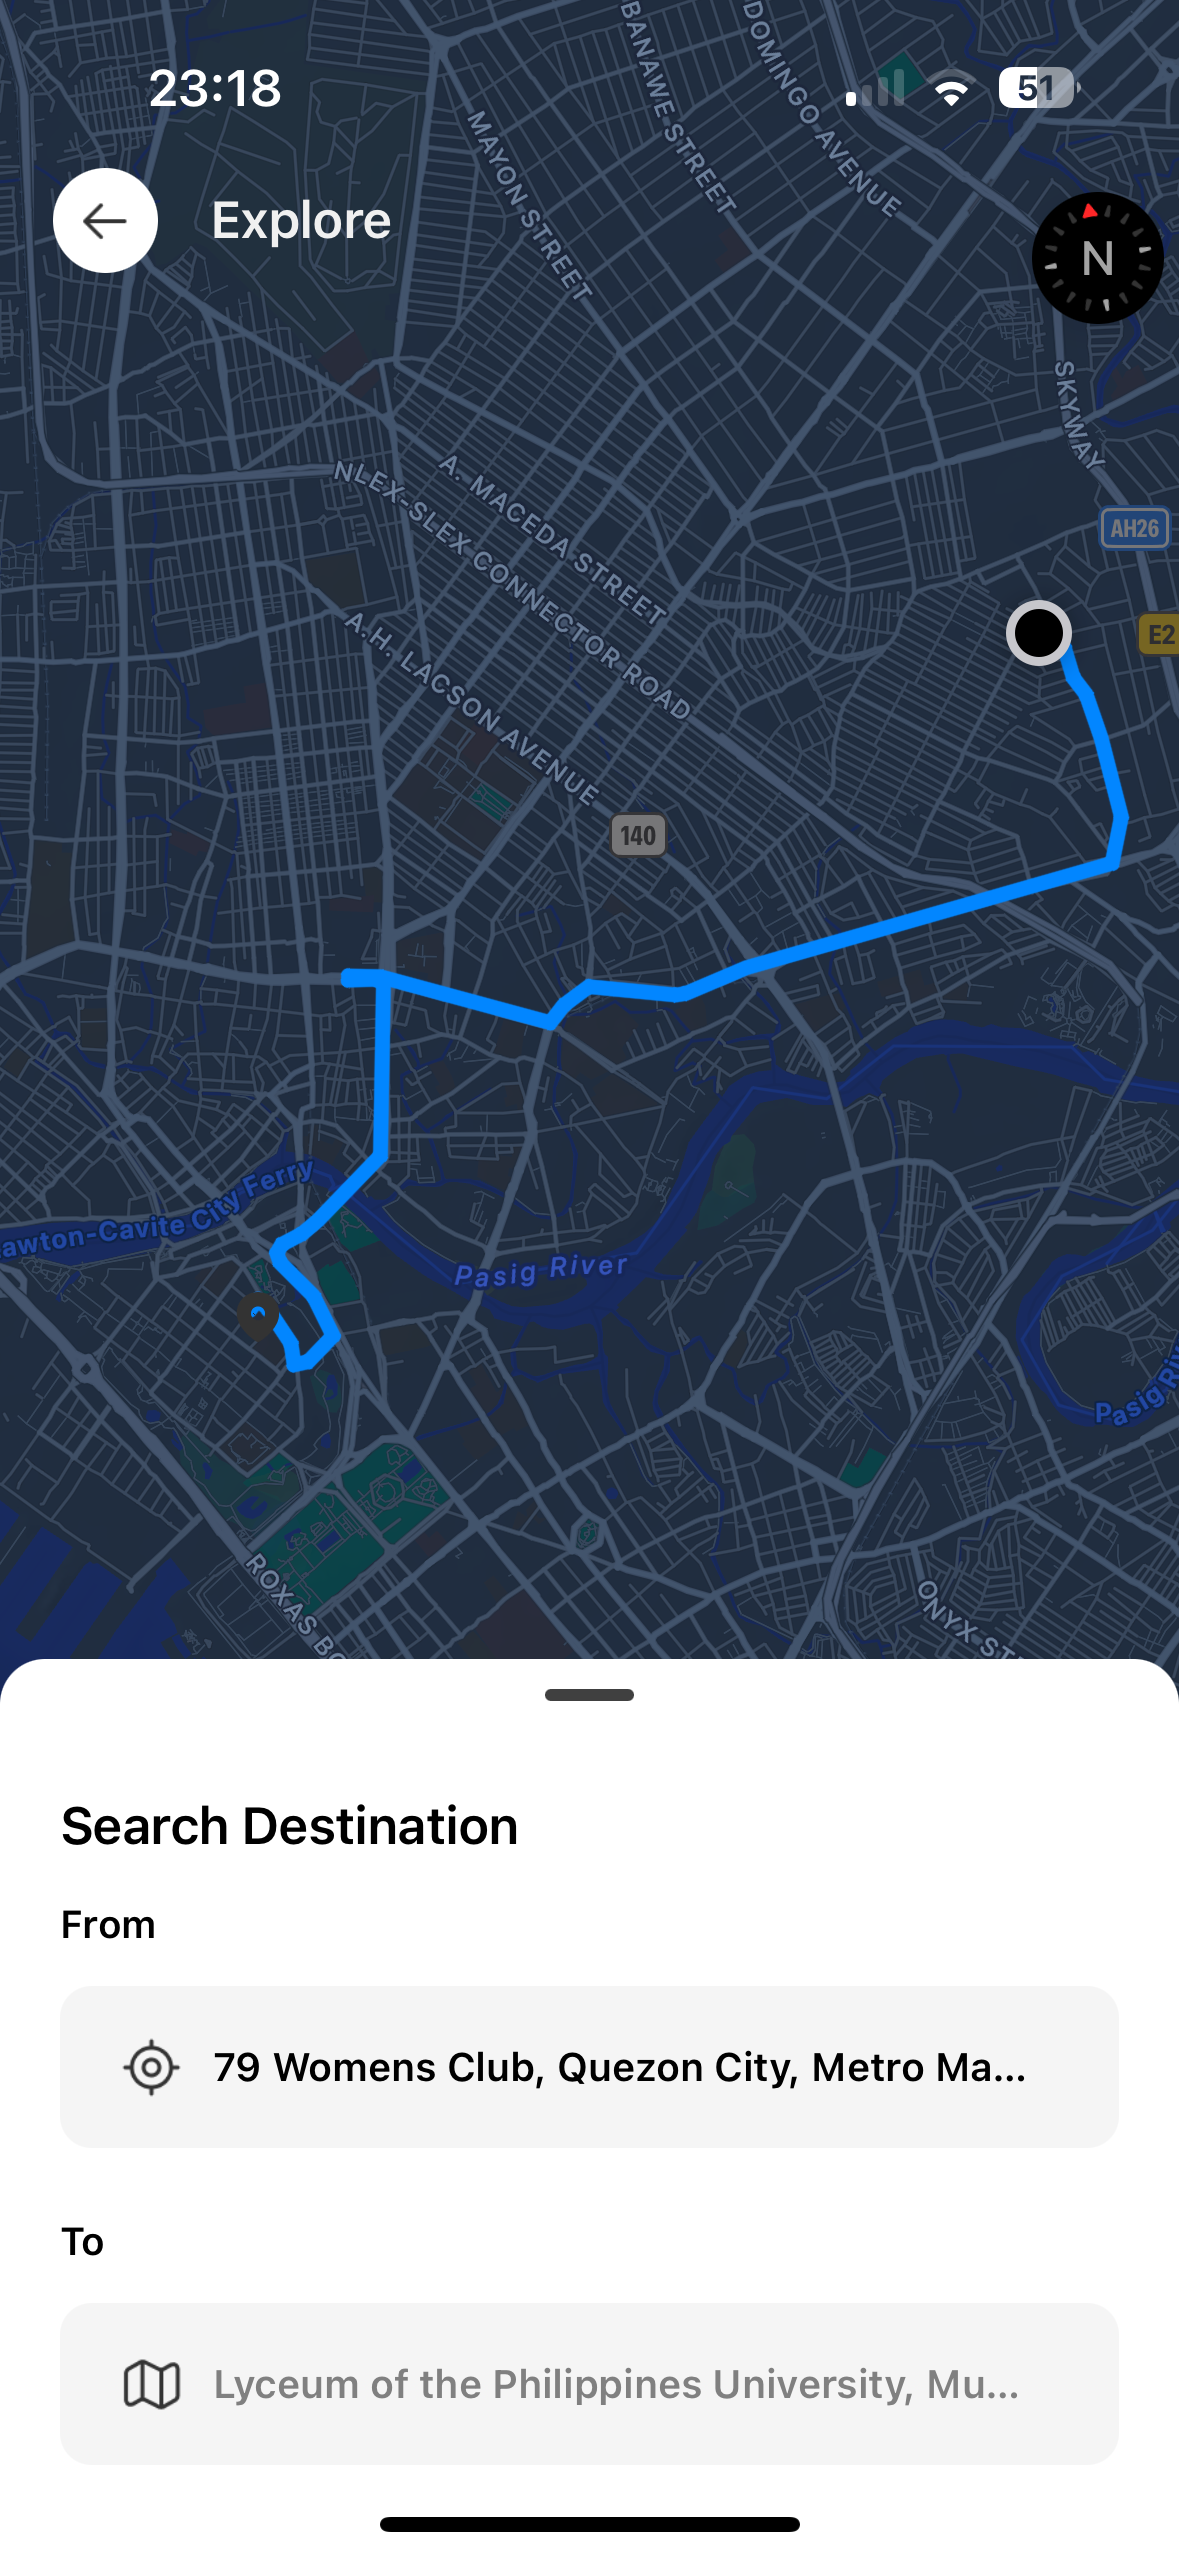 23:18
51
Explore
N
MAYON STREET
BANAWE STREET
DOMINGO AVENUE
SKYWAY
AH26
E2
NLEX-SLEX CONNECTOR ROAD
A. MACEDA STREET
A.H. LACSON AVENUE
140
awton-Cavite City Ferry
Pasig River
Pasig Riv
ROXAS BO
ONYX ST
Search Destination
From
79 Womens Club, Quezon City, Metro Ma...
To
Lyceum of the Philippines University, Mu...